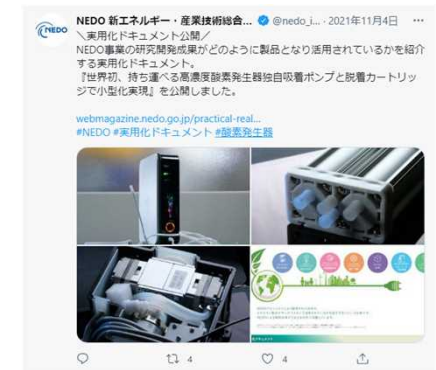 NEDO 新エネルギー・産業技術総合... @nedo_i... · 2021年11月4日
NEDO
＼実用化ドキュメント公開／
NEDO事業の研究開発成果がどのように製品となり活用されているかを紹介
する実用化ドキュメント。
『世界初、持ち運べる高濃度酸素発生器独自吸着ポンプと脱着カートリッ
ジで小型化実現』を公開しました。
webmagazine.nedo.go.jp/practical-real...
#NEDO #実用化ドキュメント #酸素発生器
4
4